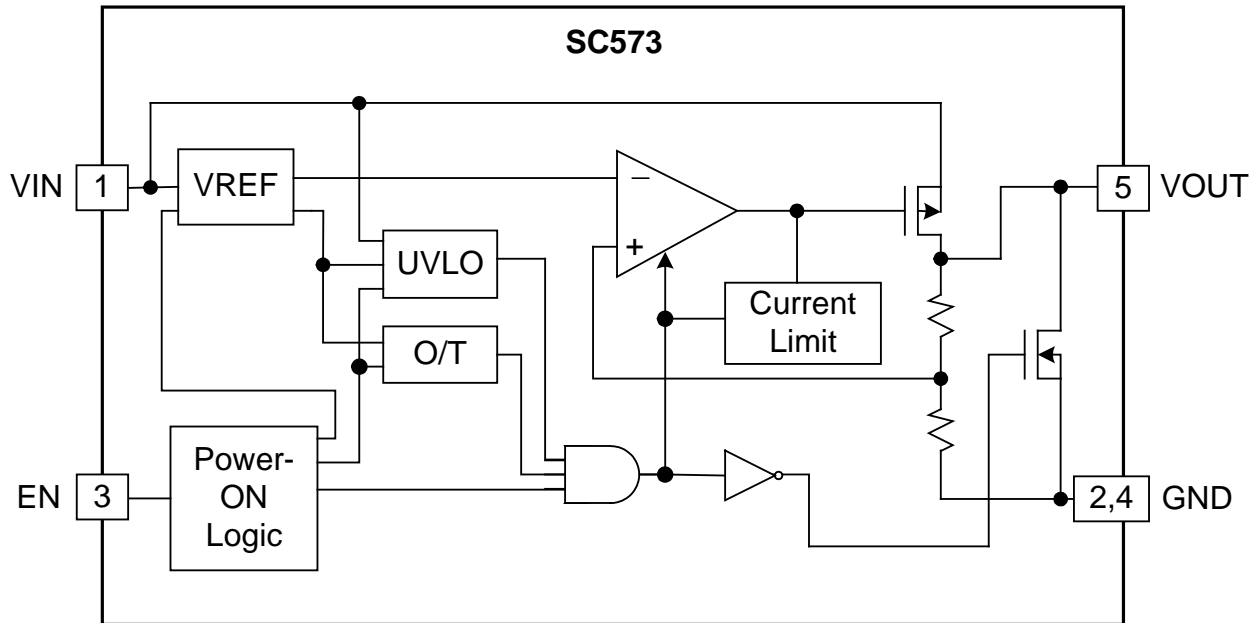 SC573
VIN
1
VREF
−
+
5
VOUT
UVLO
Current
Limit
O/T
Power-
ON
Logic
EN
3
2,4
GND